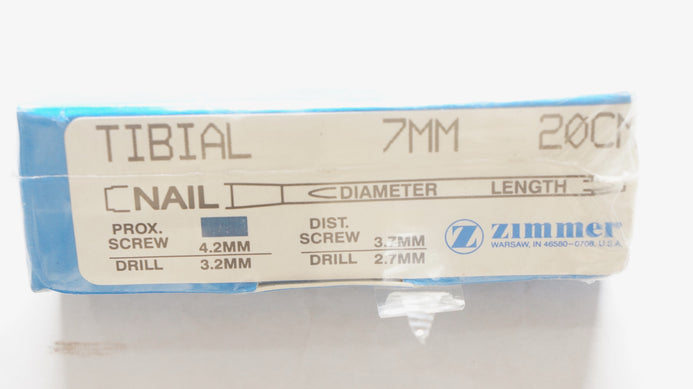 TIBIAL 7MM 20CM
NAIL DIAMETER LENGTH
PROX. SCREW 4.2MM
DRILL 3.2MM
DIST. SCREW 3.7MM
DRILL 2.7MM
Z zimmer
WARSAW, IN 46580-0708, U.S.A.